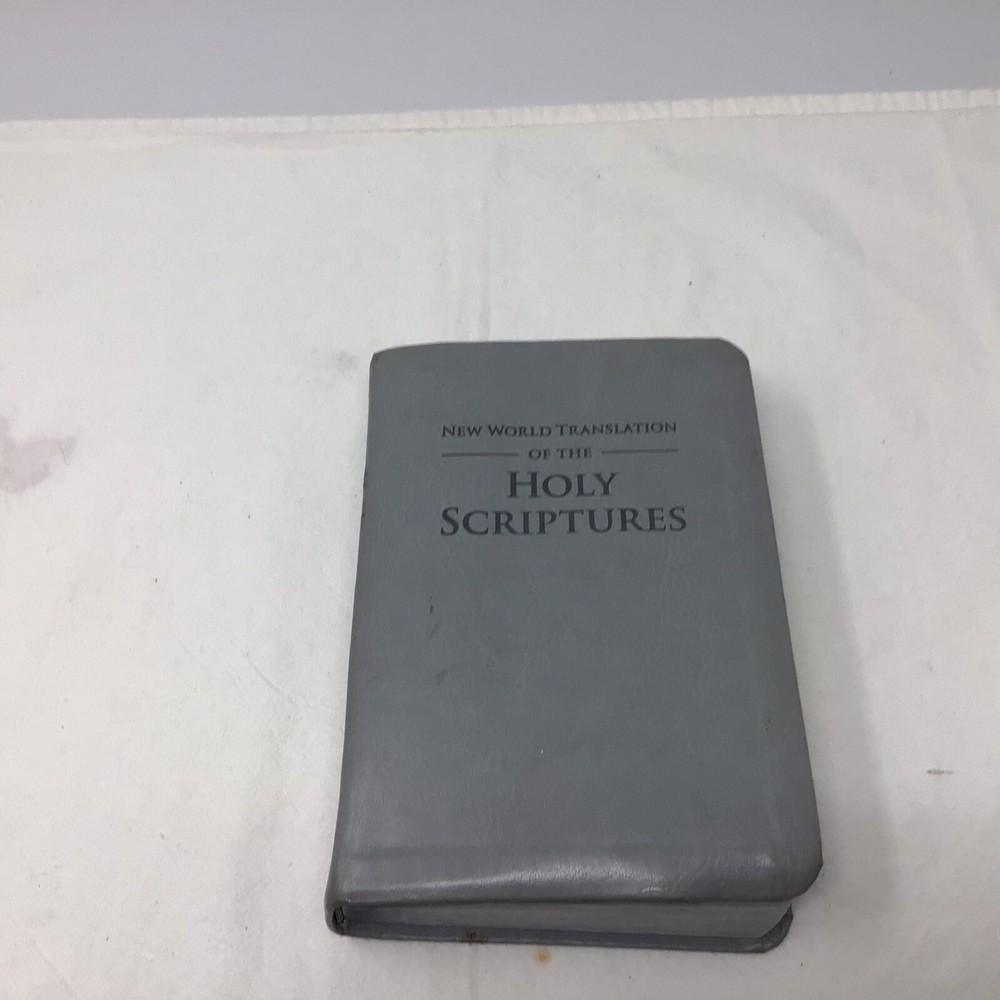 New World Translation
of the
Holy
Scriptures